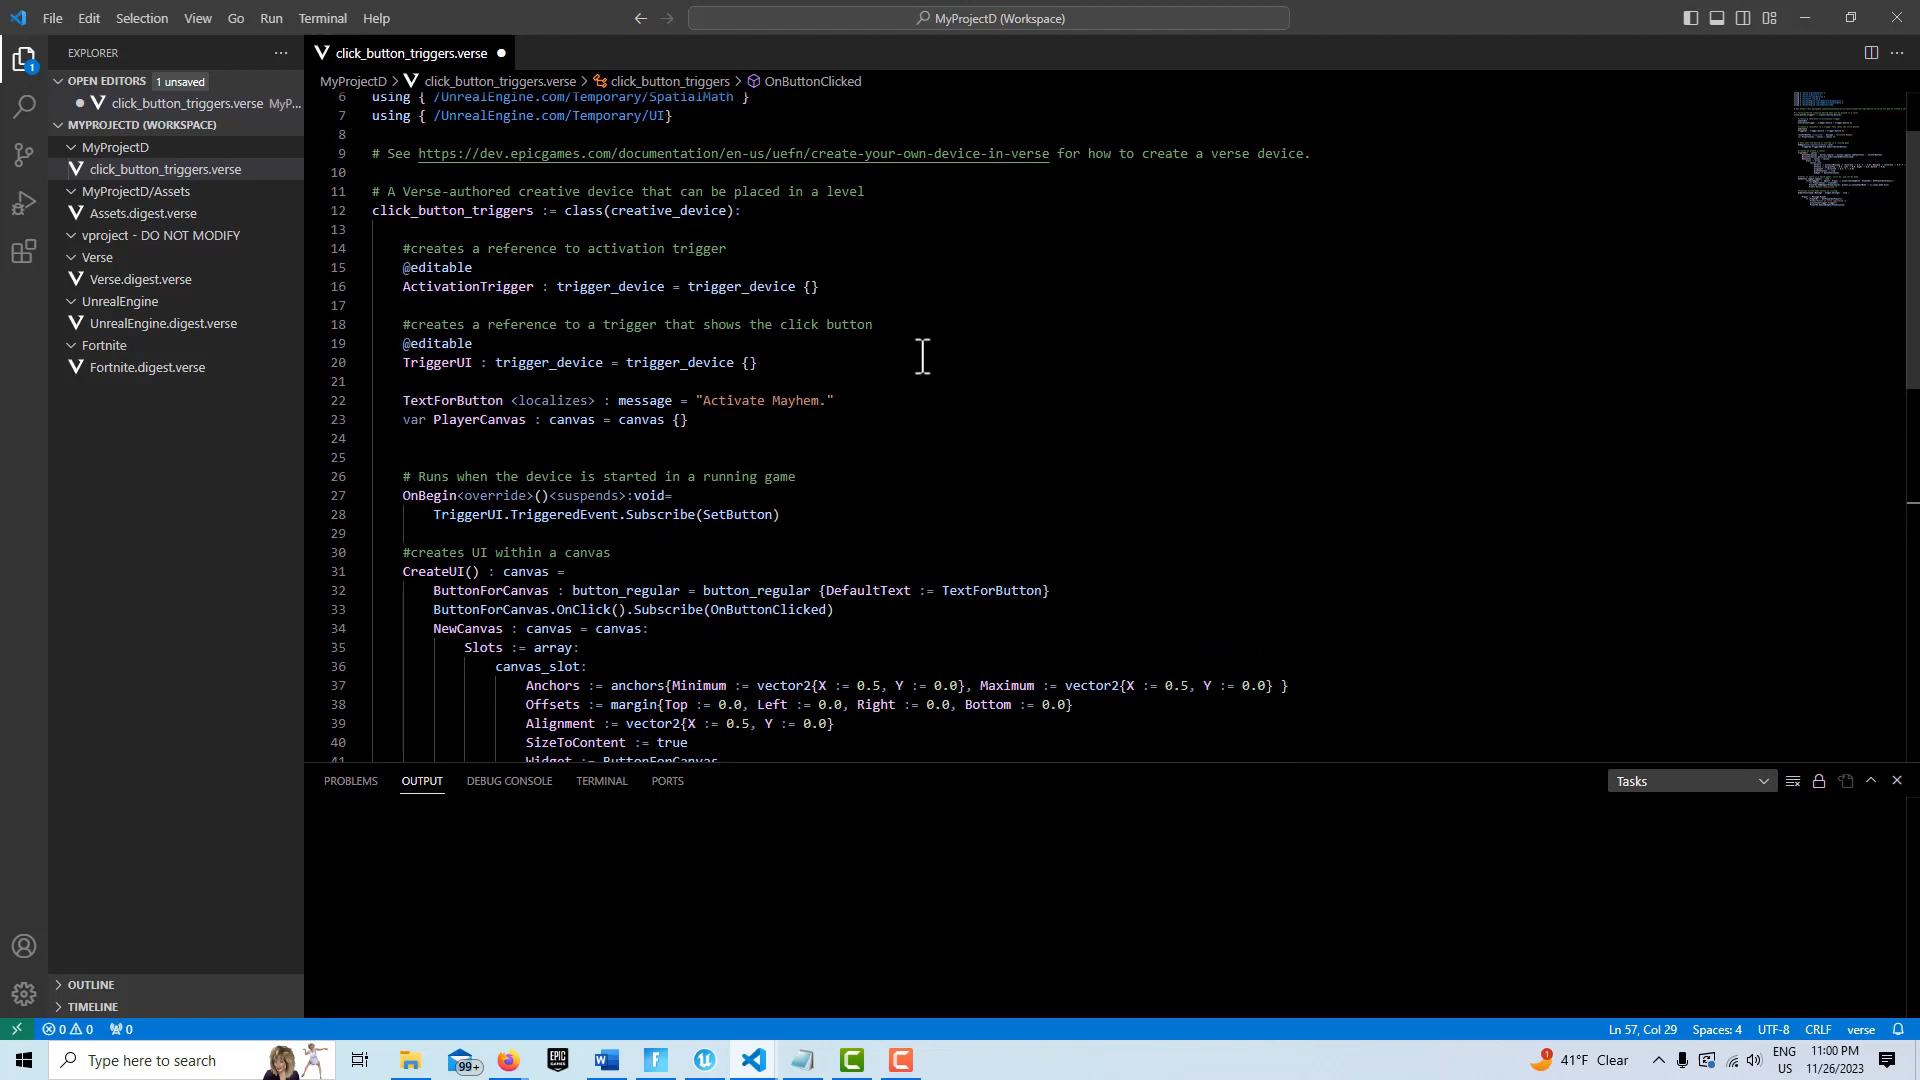 File Edit Selection View Go Run Terminal Help
MyProjectD (Workspace)
EXPLORER
OPEN EDITORS 1 unsaved
click_button_triggers.verse MyP...
MYPROJECTD (WORKSPACE)
MyProjectD
click_button_triggers.verse
MyProjectD/Assets
Assets.digest.verse
vproject - DO NOT MODIFY
Verse
Verse.digest.verse
UnrealEngine
UnrealEngine.digest.verse
Fortnite
Fortnite.digest.verse
OUTLINE
TIMELINE
click_button_triggers.verse
MyProjectD > click_button_triggers.verse > click_button_triggers > OnButtonClicked
6 using { /UnrealEngine.com/Temporary/SpatialMath }
7 using { /UnrealEngine.com/Temporary/UI}
8
9 # See https://dev.epicgames.com/documentation/en-us/uefn/create-your-own-device-in-verse for how to create a verse device.
10
11 # A Verse-authored creative device that can be placed in a level
12 click_button_triggers := class(creative_device):
13
14 #creates a reference to activation trigger
15 @editable
16 ActivationTrigger : trigger_device = trigger_device {}
17
18 #creates a reference to a trigger that shows the click button
19 @editable
20 TriggerUI : trigger_device = trigger_device {}
21
22 TextForButton <localizes> : message = "Activate Mayhem."
23 var PlayerCanvas : canvas = canvas {}
24
25
26 # Runs when the device is started in a running game
27 OnBegin<override>()<suspends>:void=
28 TriggerUI.TriggeredEvent.Subscribe(SetButton)
29
30 #creates UI within a canvas
31 CreateUI() : canvas =
32 ButtonForCanvas : button_regular = button_regular {DefaultText := TextForButton}
33 ButtonForCanvas.OnClick().Subscribe(OnButtonClicked)
34 NewCanvas : canvas = canvas:
35 Slots := array:
36 canvas_slot:
37 Anchors := anchors{Minimum := vector2{X := 0.5, Y := 0.0}, Maximum := vector2{X := 0.5, Y := 0.0} }
38 Offsets := margin{Top := 0.0, Left := 0.0, Right := 0.0, Bottom := 0.0}
39 Alignment := vector2{X := 0.5, Y := 0.0}
40 SizeToContent := true
41 Widget := ButtonForCanvas
PROBLEMS OUTPUT DEBUG CONSOLE TERMINAL PORTS
Tasks
0 0 0
Ln 57, Col 29 Spaces: 4 UTF-8 CRLF verse
Type here to search
99+
EPIC GAMES
1
41°F Clear
ENG US
11:00 PM
11/26/2023